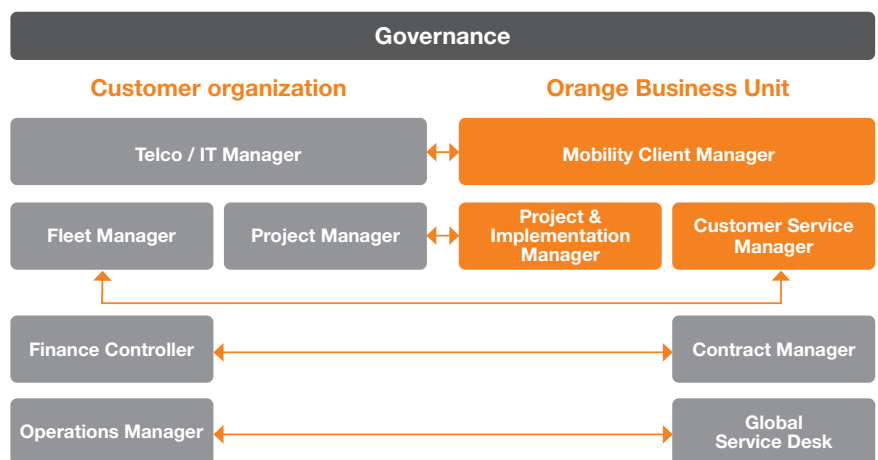 Governance
Customer organization
Orange Business Unit
Telco / IT Manager
Mobility Client Manager
Fleet Manager
Project Manager
Project &
Implementation
Manager
Customer Service
Manager
Finance Controller
Contract Manager
Operations Manager
Global
Service Desk